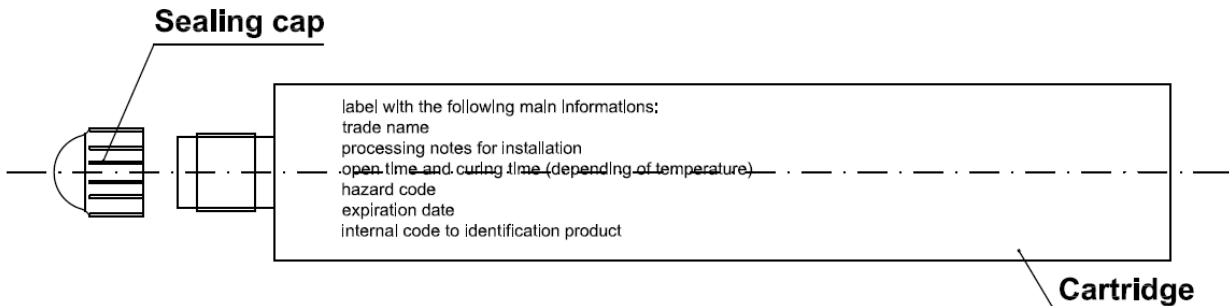 Sealing cap
label with the following main informations:
trade name
processing notes for installation
open time and curing time (depending of temperature)
hazard code
expiration date
internal code to identification product
Cartridge